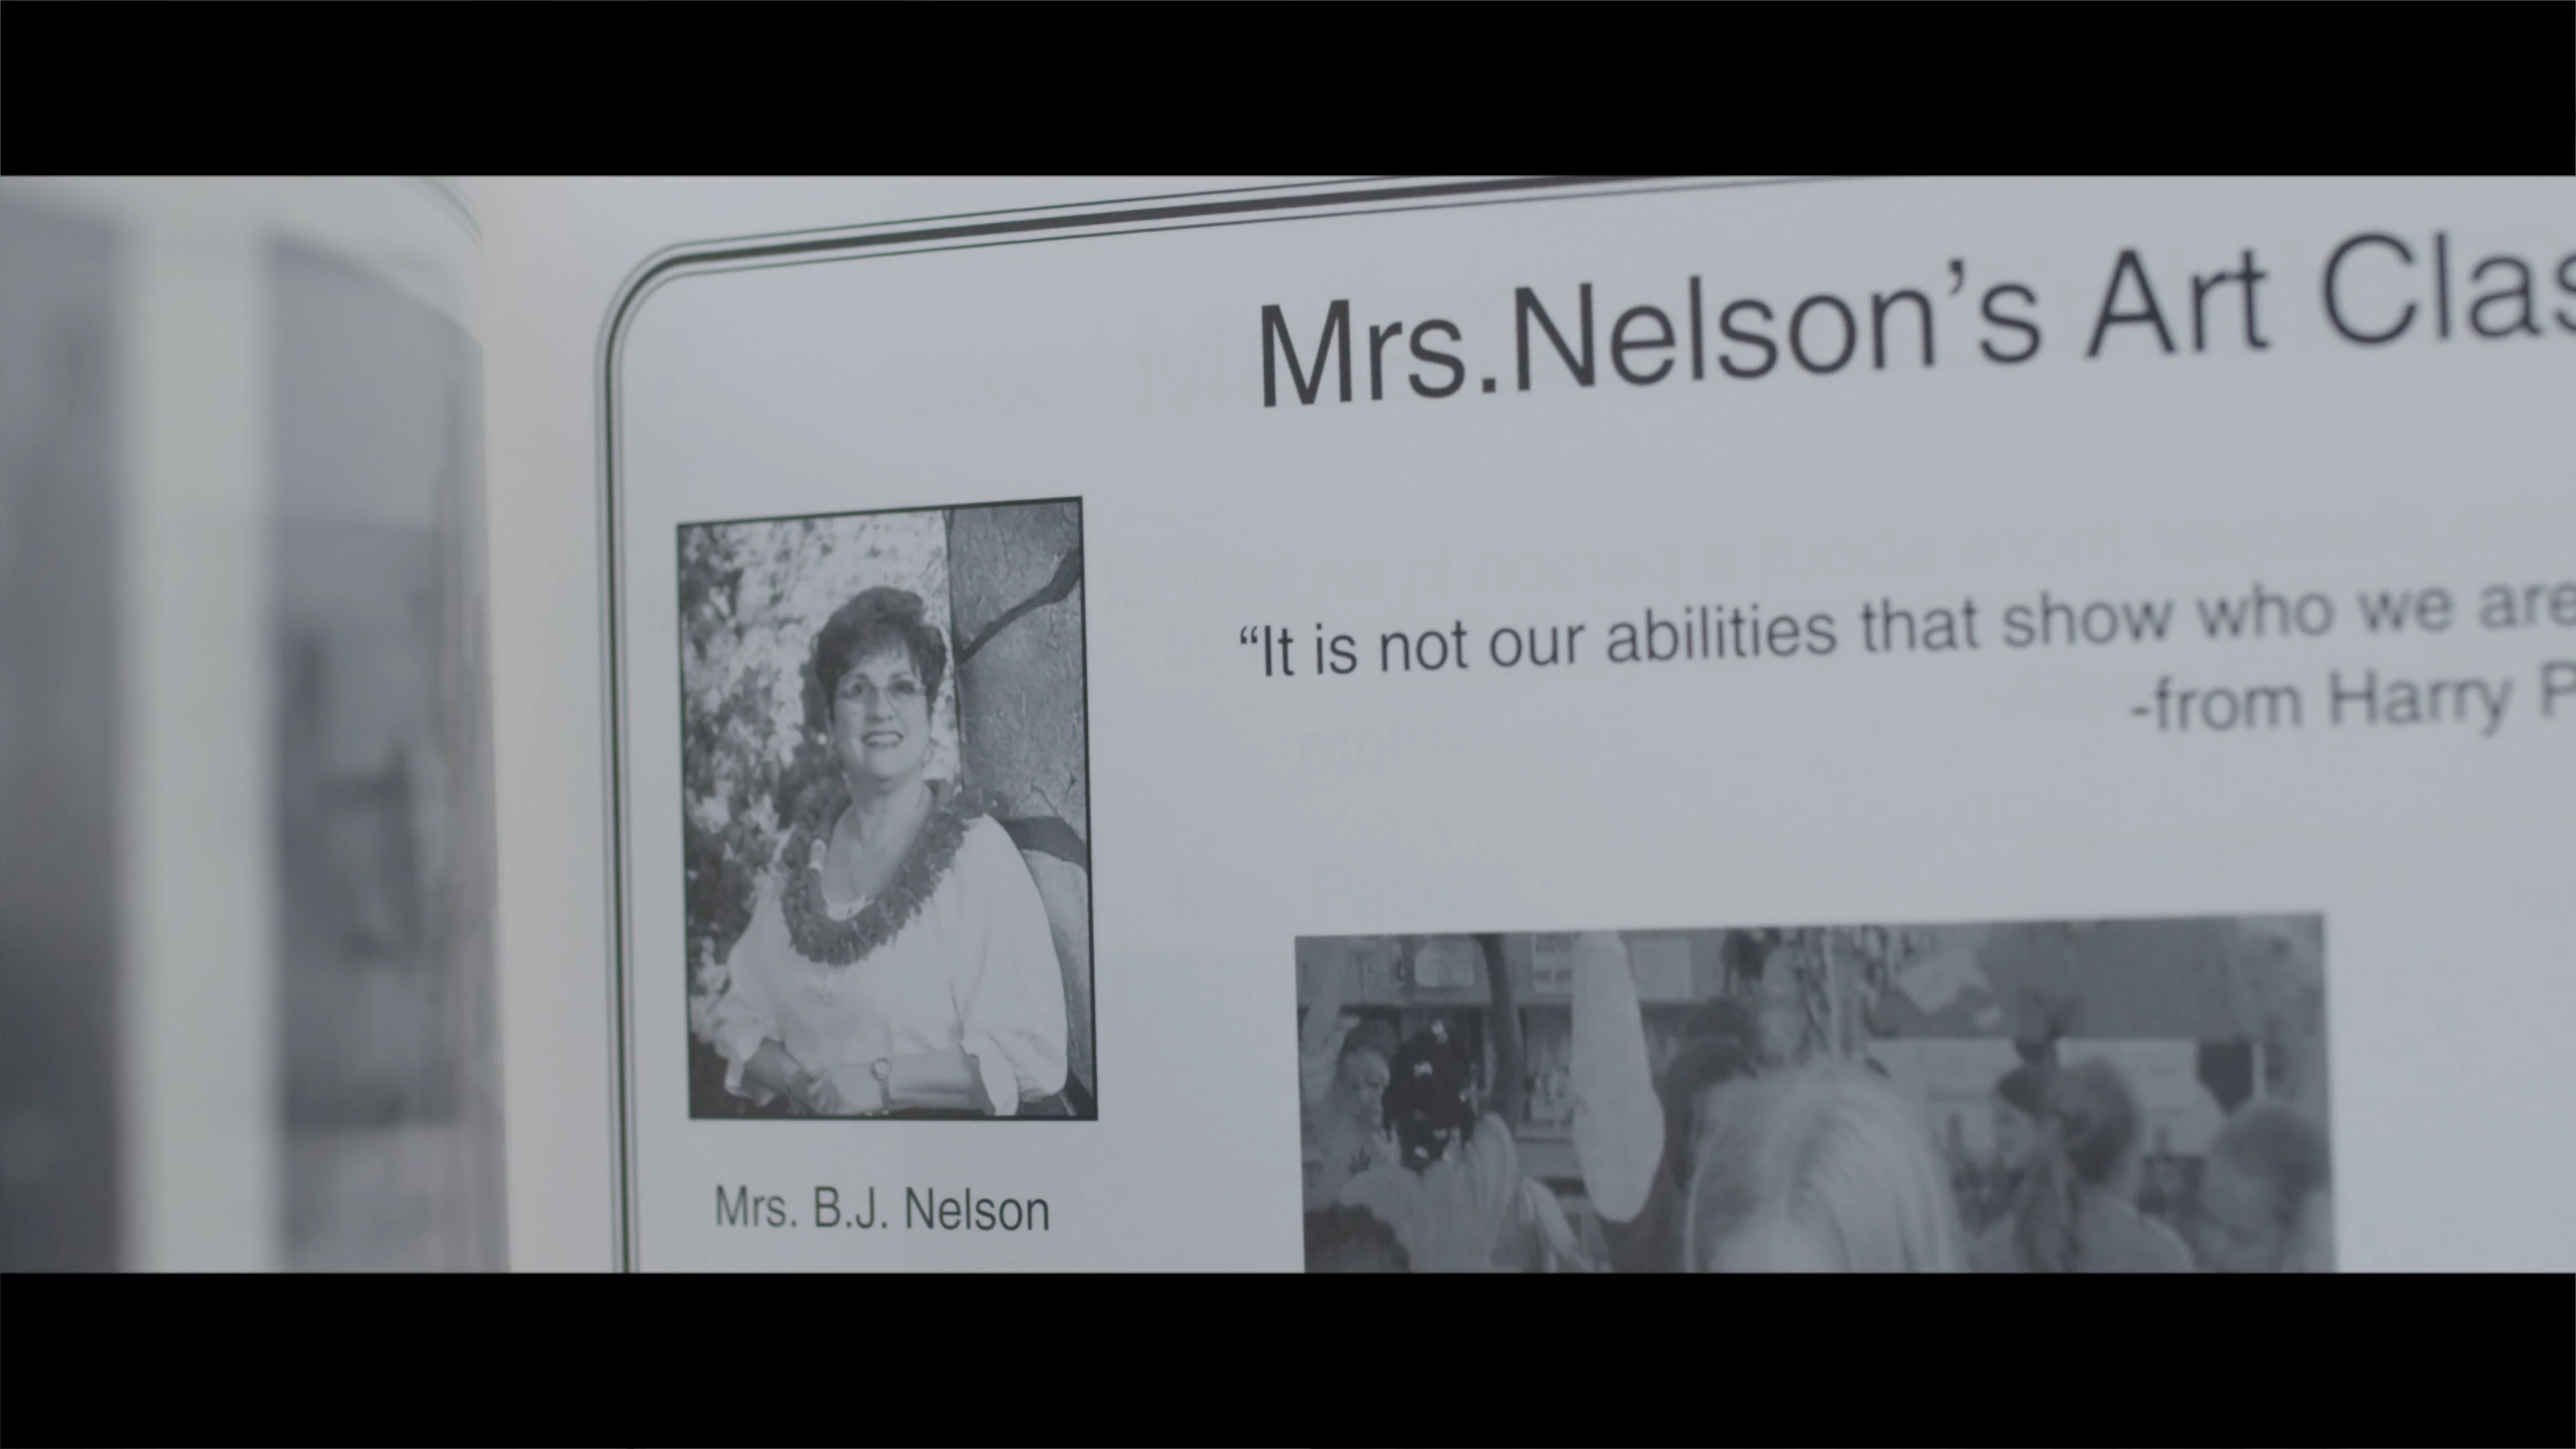 Mrs.Nelson's Art Clas
“It is not our abilities that show who we are
-from Harry P
Mrs. B.J. Nelson